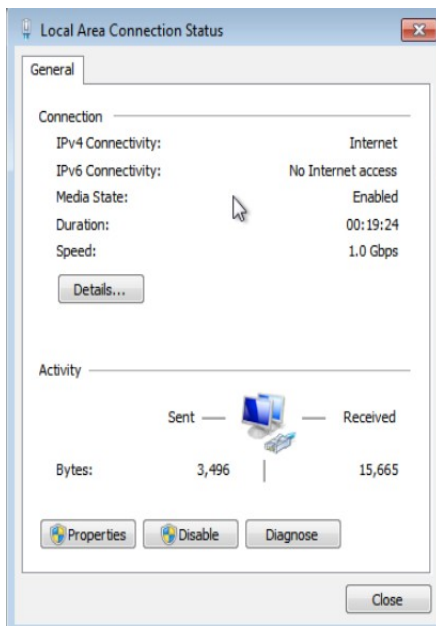 Local Area Connection Status
General
Connection
IPv4 Connectivity: Internet
IPv6 Connectivity: No Internet access
Media State: Enabled
Duration: 00:19:24
Speed: 1.0 Gbps
Details...
Activity
Sent Received
Bytes: 3,496 15,665
Properties Disable Diagnose
Close